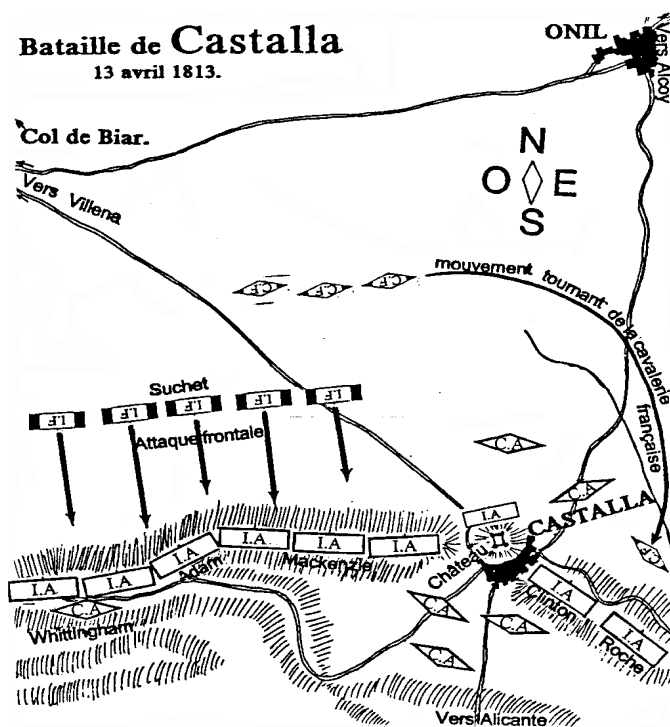 Bataille de Castalla
13 avril 1813.
ONIL
Vers Alcoy
Col de Biar.
Vers Villena
N
O E
S
mouvement tournant de la cavalerie française
C.F
C.F
C.F
Suchet
I.F
I.F
I.F
I.F
I.F
Attaque frontale
C.A
C.A
C.F
I.A
CASTALLA
Château
I.A
I.A
I.A
Mackenzie
I.A
Adam
I.A
I.A
C.A
Whittingham
I.A
Clinton
I.A
Roche
C.A
C.A
C.A
Vers Alicante